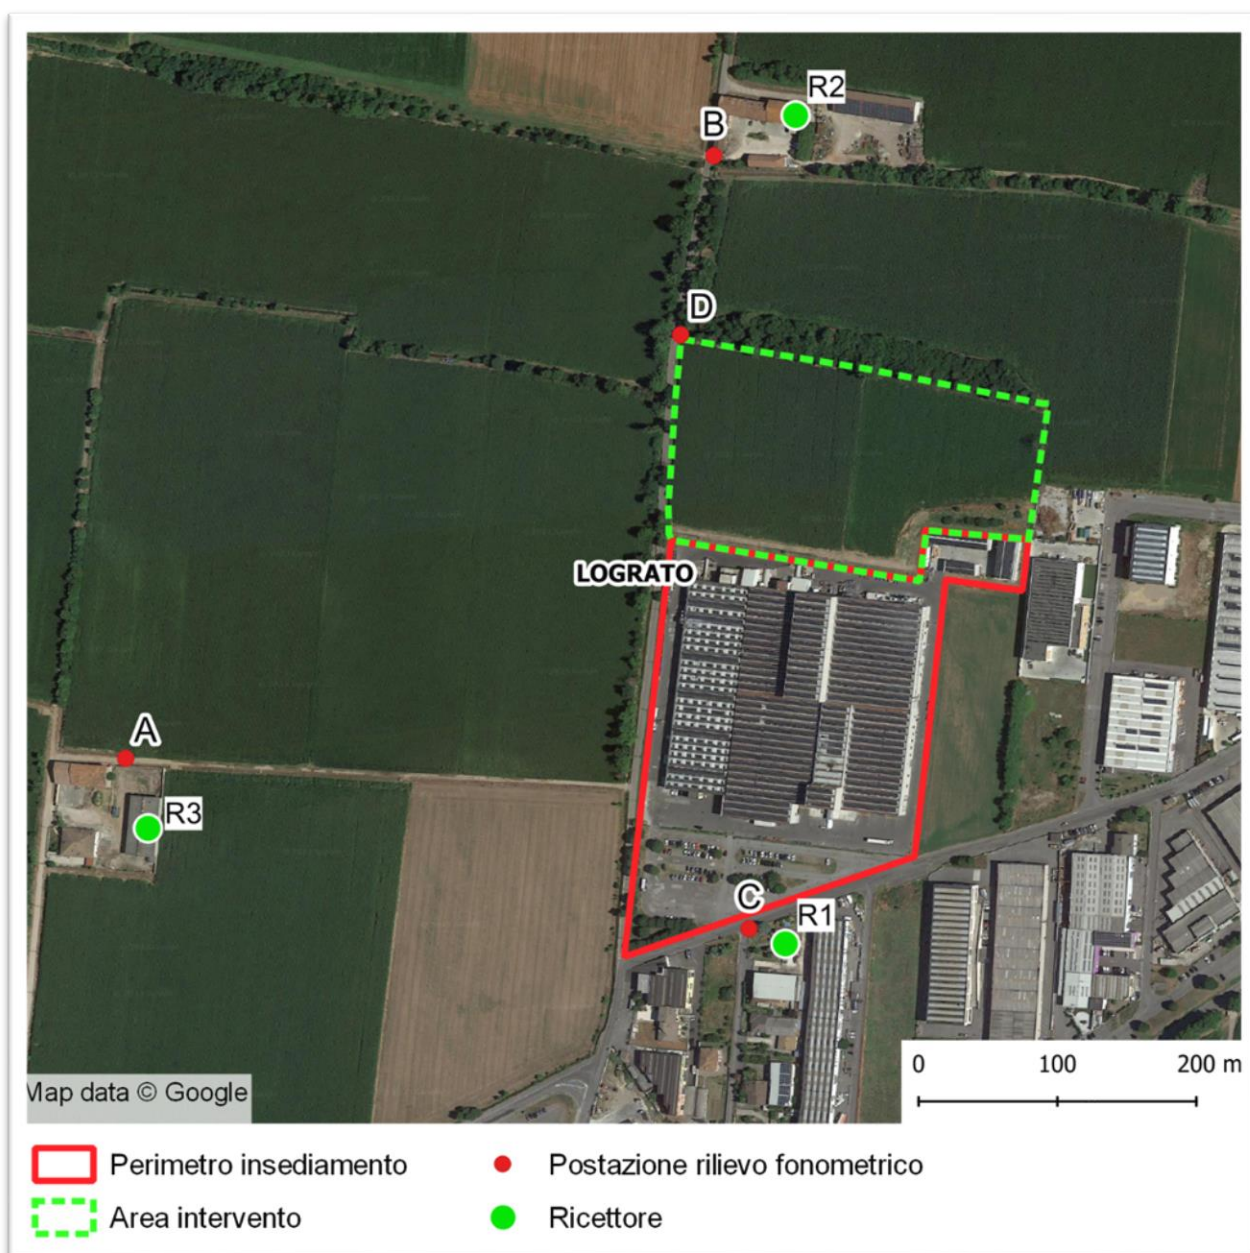 R2
B
D
LOGRATO
A
R3
C
R1
0 100 200 m
Map data © Google
Perimetro insediamento
Postazione rilievo fonometrico
Area intervento
Ricettore